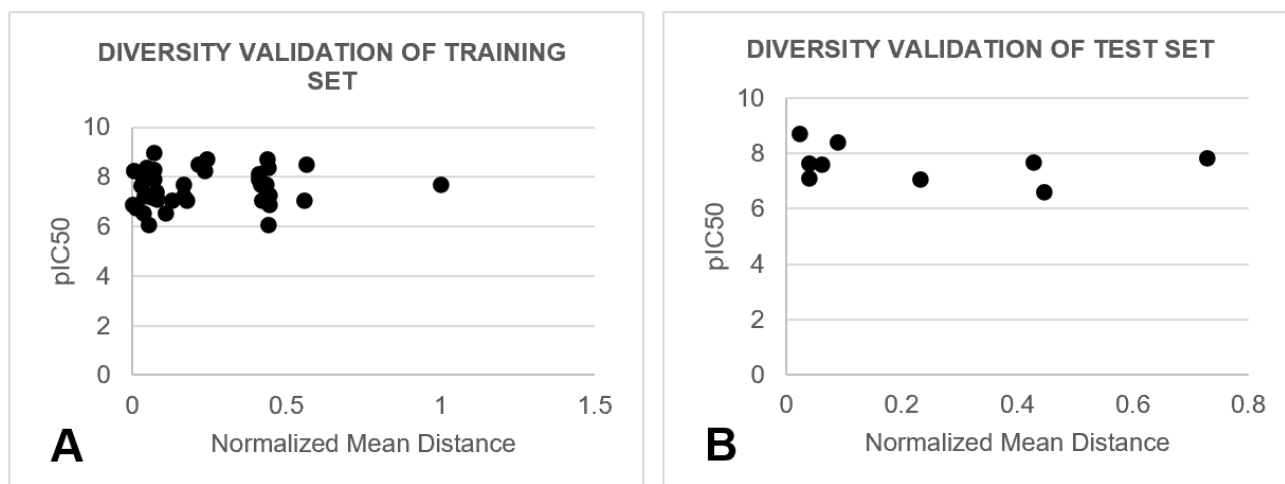 DIVERSITY VALIDATION OF TRAINING
SET
10
8
6
4
2
0
pIC50
0 0.5 1 1.5
Normalized Mean Distance
A
DIVERSITY VALIDATION OF TEST SET
10
8
6
4
2
0
pIC50
0 0.2 0.4 0.6 0.8
Normalized Mean Distance
B